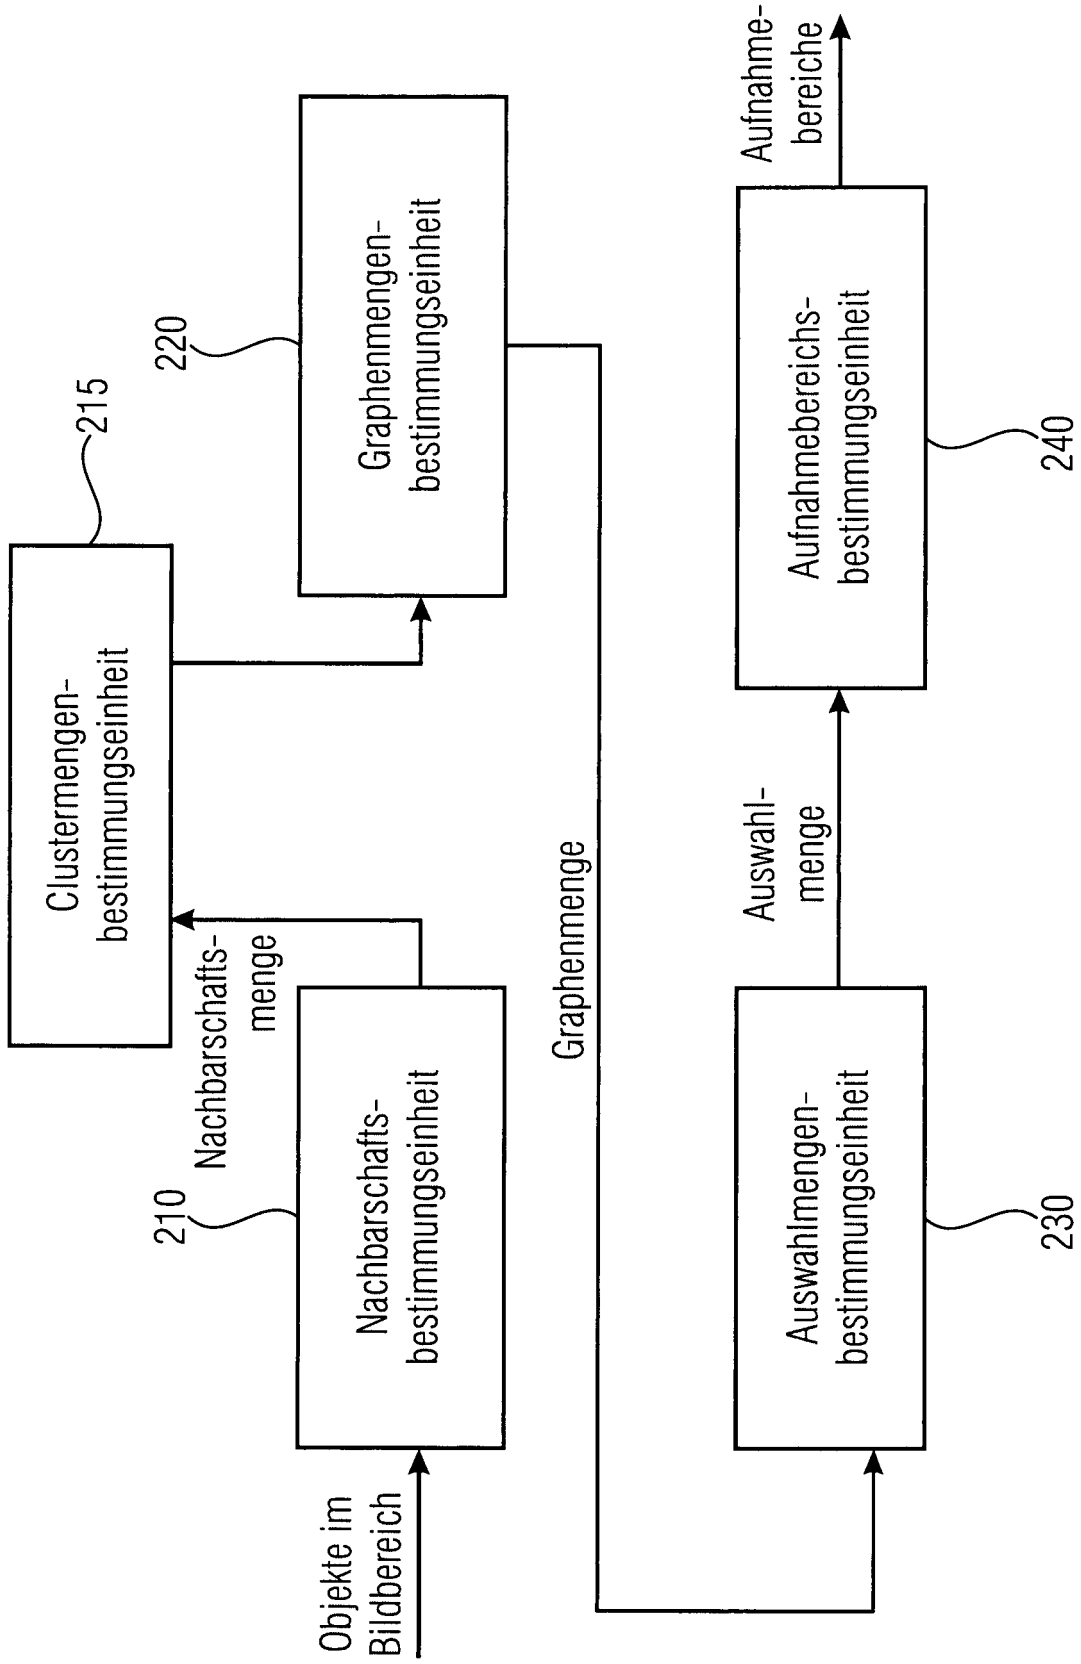 215
Clustermengen-
bestimmungseinheit
Nachbarschafts-
menge
220
Graphenmengen-
bestimmungseinheit
210
Nachbarschafts-
bestimmungseinheit
Objekte im
Bildbereich
Graphenmenge
Auswahlmengen-
bestimmungseinheit
230
Auswahl-
menge
Aufnahmebereichs-
bestimmungseinheit
240
Aufnahme-
bereiche